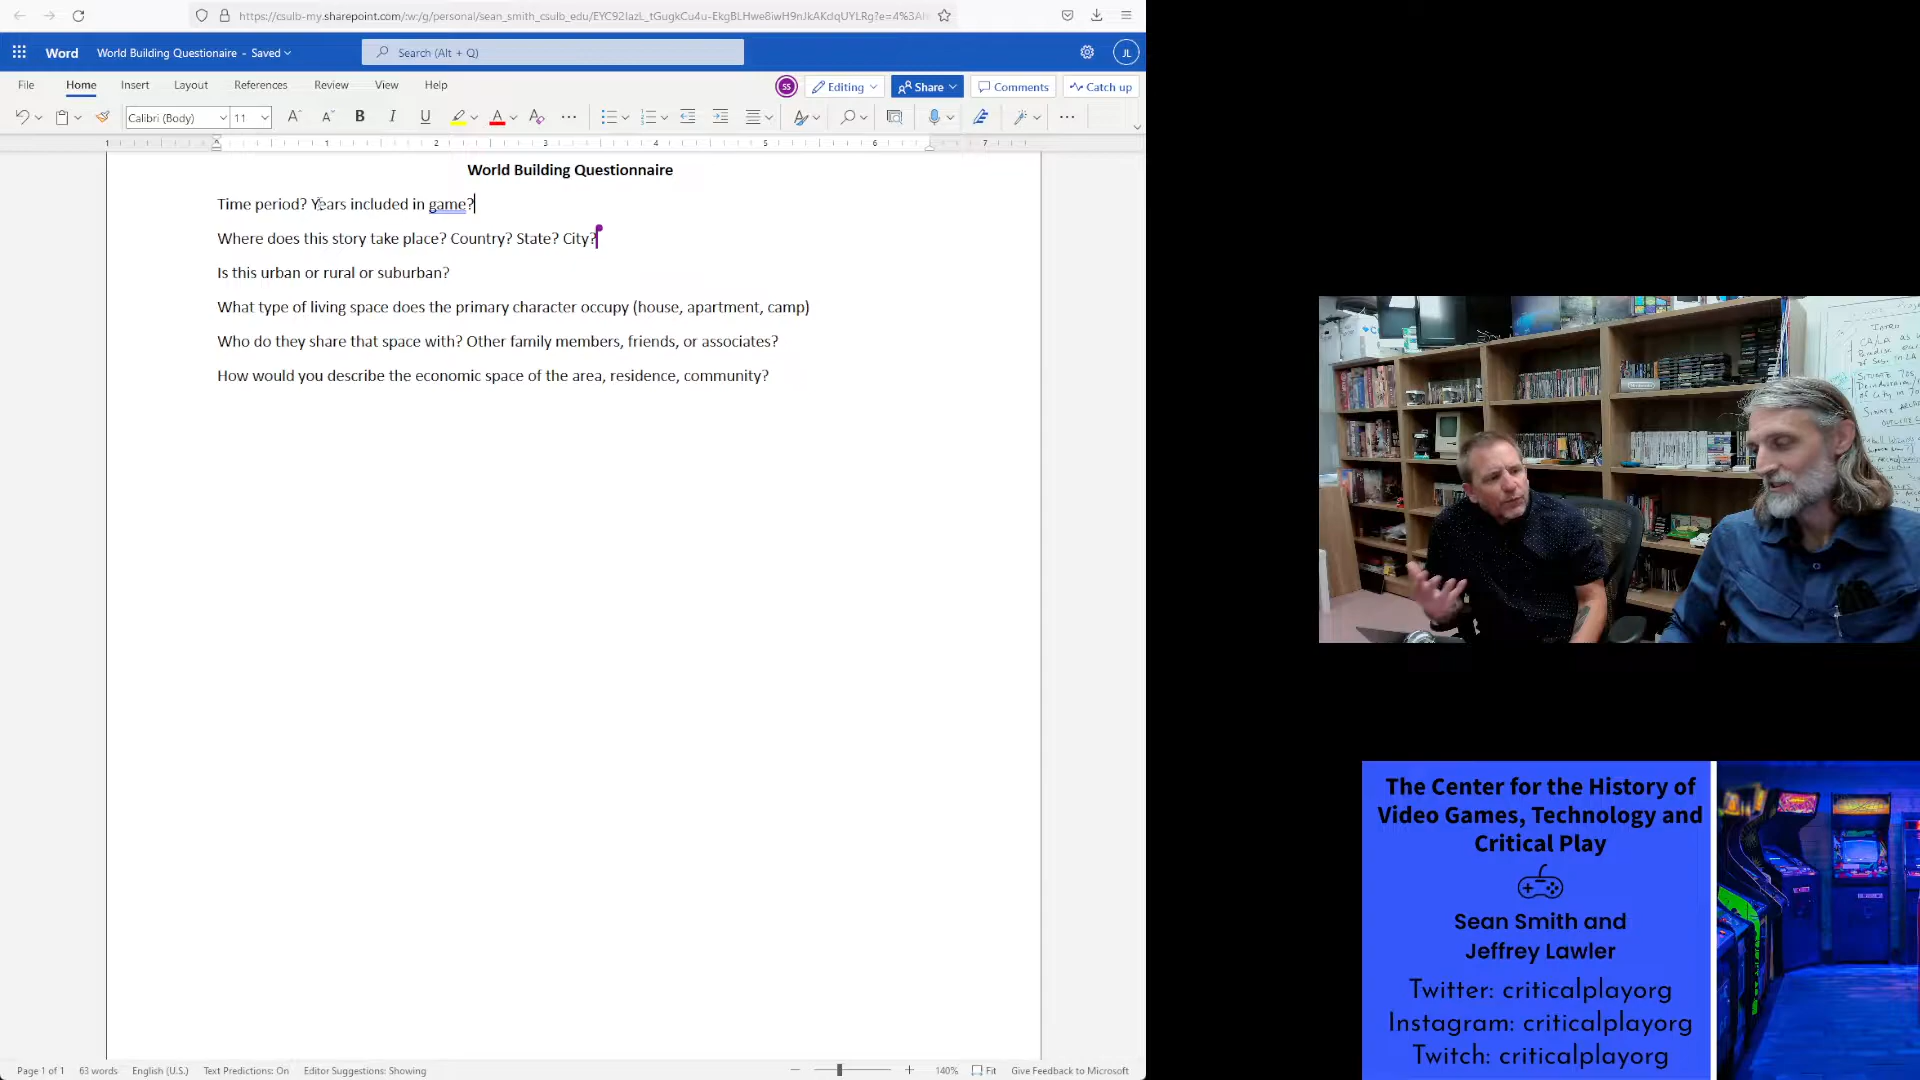 https://csulb-my.sharepoint.com/:w:/g/personal/sean_smith_csulb_edu/
Word
World Building Questionaire - Saved
Search (Alt + Q)
JL
File
Home
Insert
Layout
References
Review
View
Help
SS
Editing
Share
Comments
Catch up
Calibri (Body)
11
World Building Questionnaire
Time period? Years included in game?
Where does this story take place? Country? State? City?
Is this urban or rural or suburban?
What type of living space does the primary character occupy (house, apartment, camp)
Who do they share that space with? Other family members, friends, or associates?
How would you describe the economic space of the area, residence, community?
The Center for the History of
Video Games, Technology and
Critical Play
Sean Smith and
Jeffrey Lawler
Twitter: criticalplayorg
Instagram: criticalplayorg
Twitch: criticalplayorg
Page 1 of 1
63 words
English (U.S.)
Text Predictions: On
Editor Suggestions: Showing
140%
Fit
Give Feedback to Microsoft